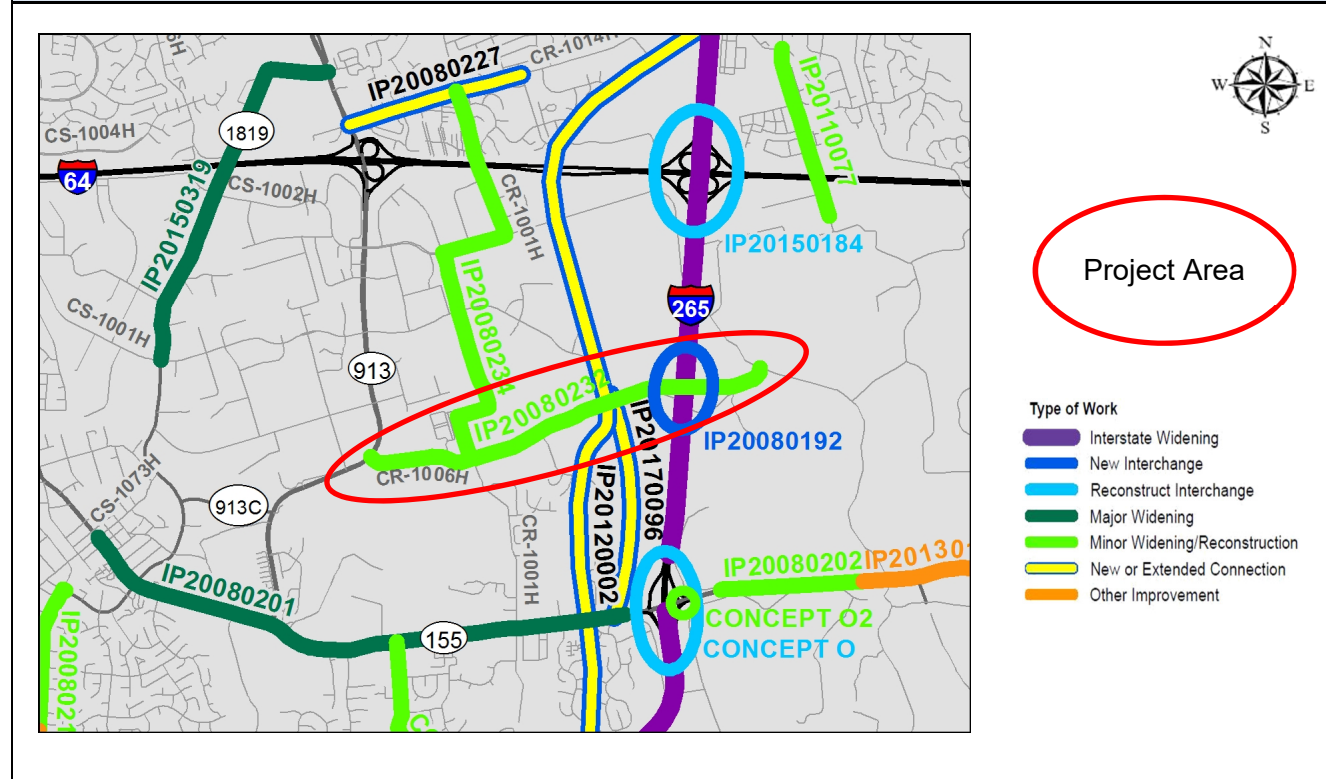 N
W
E
S
IP20080227
CR-1014H
6H
IP20110077
CS-1004H
1819
64
IP20150319
CS-1002H
CR-1001H
IP20150184
265
CS-1001H
913
IP20080234
IP20080232
IP20080192
IP20170096
CR-1006H
CS-1073H
913C
CR-1001H
IP20120002
IP20080202
IP201301
IP20080201
CONCEPT O2
CONCEPT O
155
IP2008021
Project Area
Type of Work
Interstate Widening
New Interchange
Reconstruct Interchange
Major Widening
Minor Widening/Reconstruction
New or Extended Connection
Other Improvement